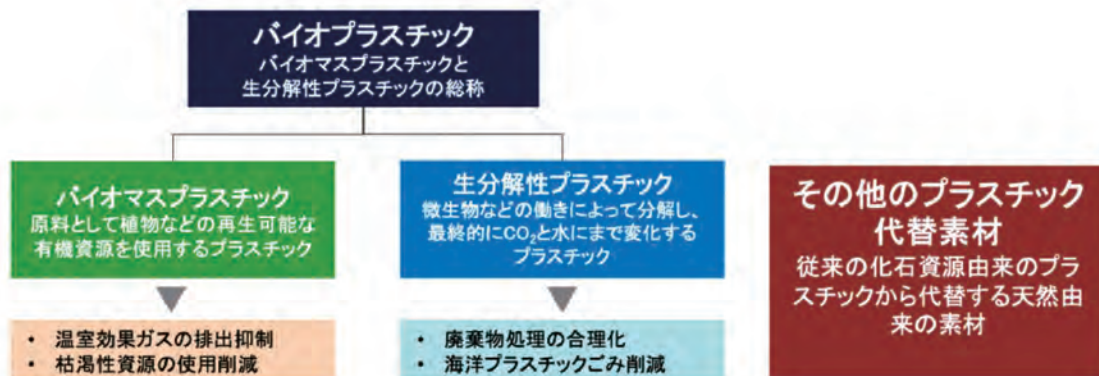 バイオプラスチック
バイオマスプラスチックと
生分解性プラスチックの総称
バイオマスプラスチック
原料として植物などの再生可能な
有機資源を使用するプラスチック
• 温室効果ガスの排出抑制
• 枯渇性資源の使用削減
生分解性プラスチック
微生物などの働きによって分解し、
最終的にCO₂と水にまで変化する
プラスチック
• 廃棄物処理の合理化
• 海洋プラスチックごみ削減
その他のプラスチック
代替素材
従来の化石資源由来のプラ
スチックから代替する天然由
来の素材